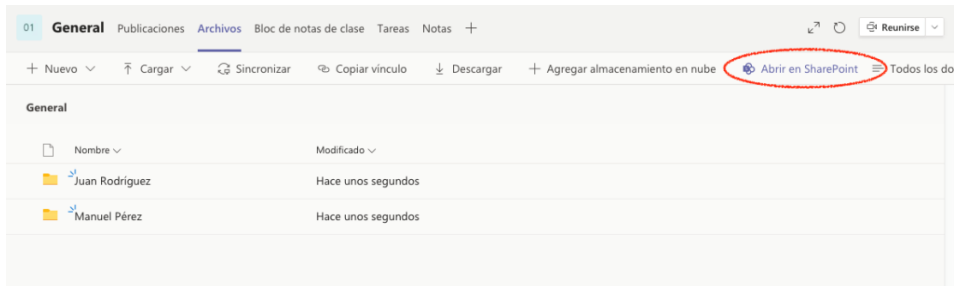 01 General Publicaciones Archivos Bloc de notas de clase Tareas Notas + Reunirse
+ Nuevo Cargar Sincronizar Copiar vínculo Descargar + Agregar almacenamiento en nube Abrir en SharePoint Todos los do
General
Nombre Modificado
Juan Rodríguez Hace unos segundos
Manuel Pérez Hace unos segundos